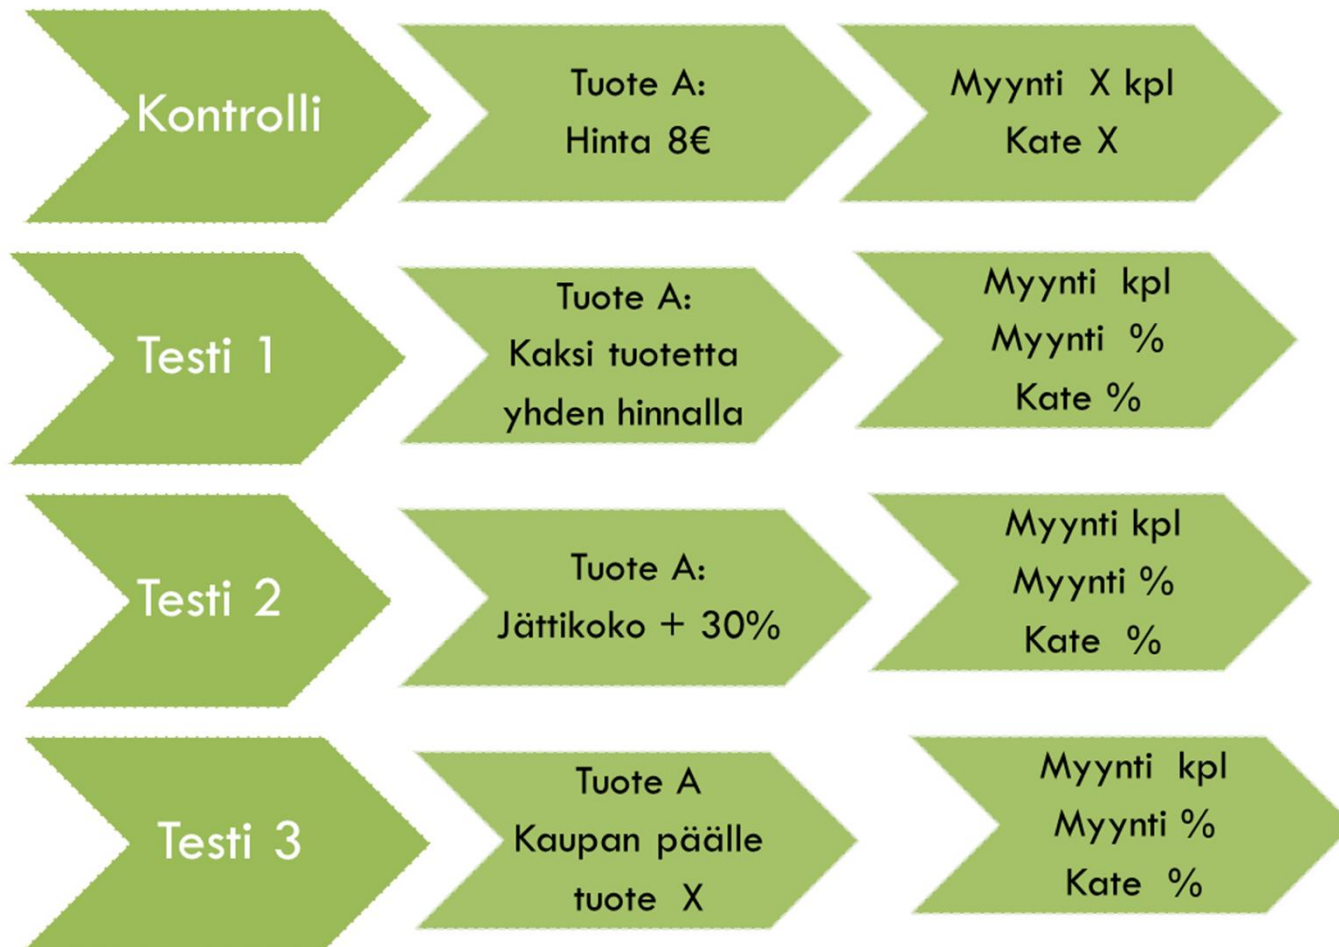 Kontrolli
Tuote A:
Hinta 8€
Myynti X kpl
Kate X
Testi 1
Tuote A:
Kaksi tuotetta
yhden hinnalla
Myynti kpl
Myynti %
Kate %
Testi 2
Tuote A:
Jättikoko + 30%
Myynti kpl
Myynti %
Kate %
Testi 3
Tuote A
Kaupan päälle
tuote X
Myynti kpl
Myynti %
Kate %